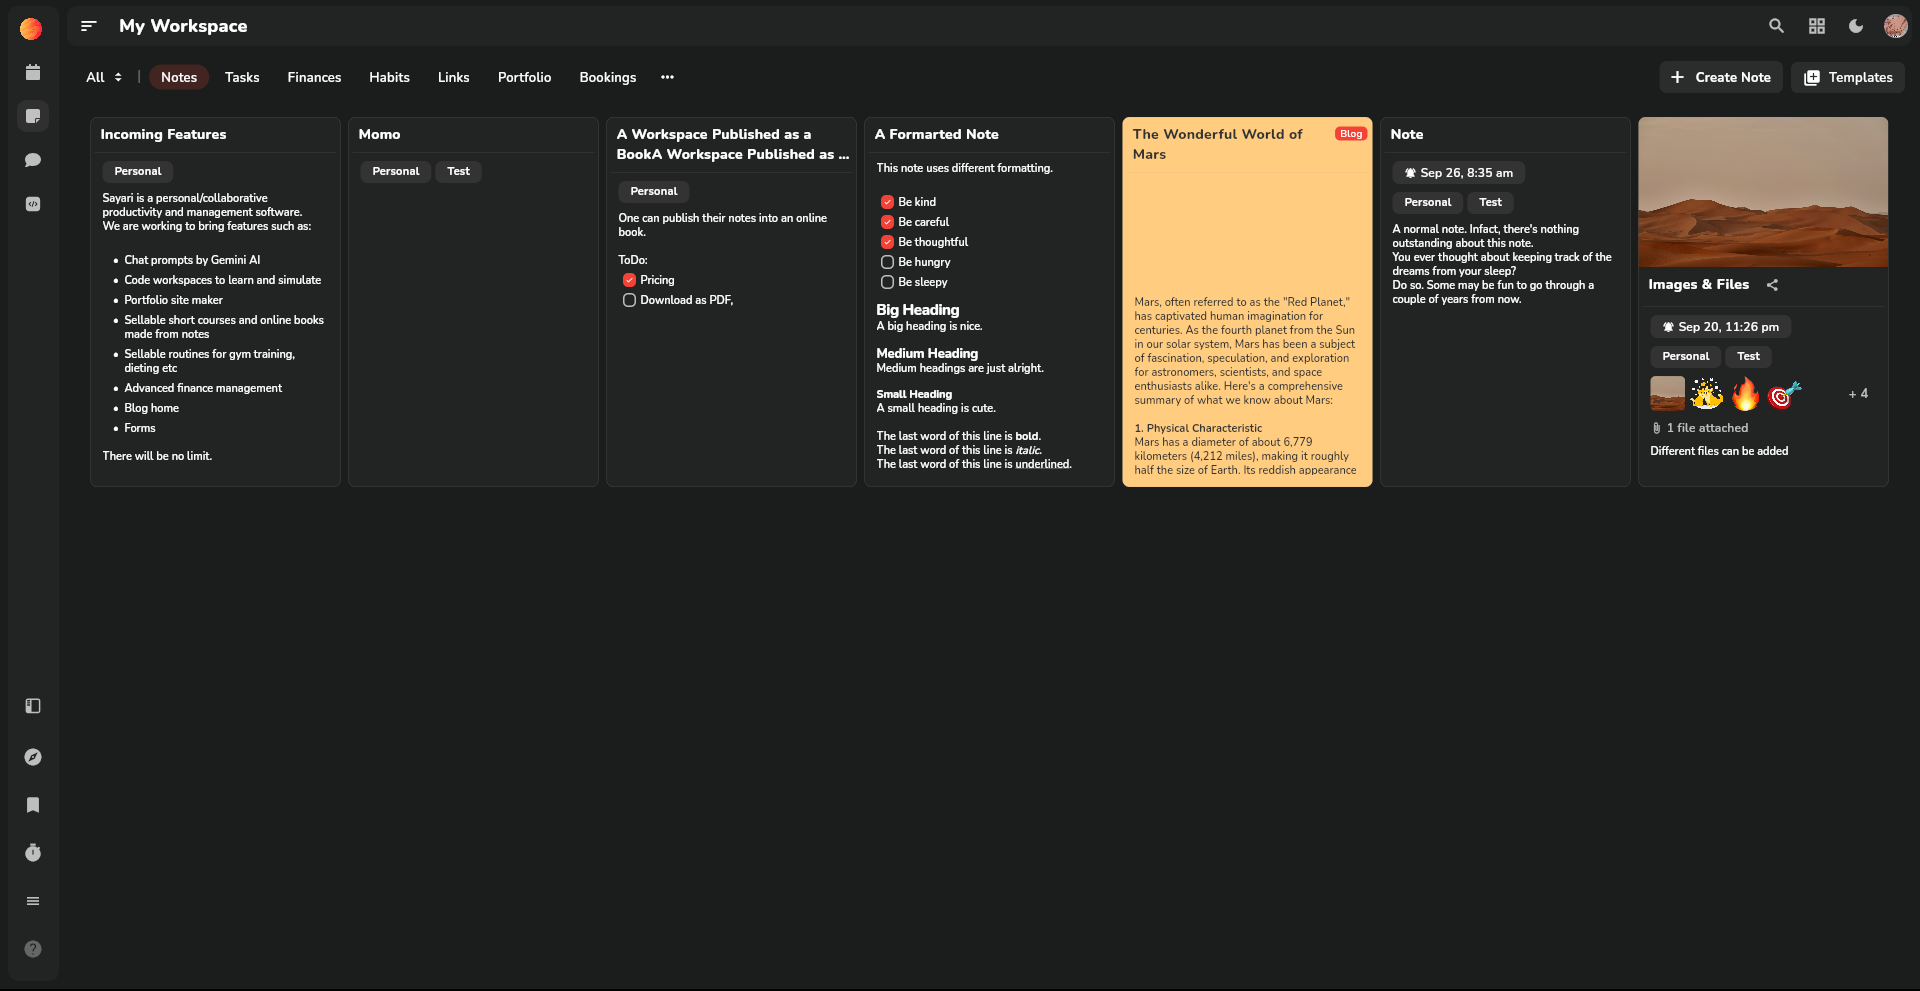 My Workspace
All
Notes
Tasks
Finances
Habits
Links
Portfolio
Bookings
Create Note
Templates
Incoming Features
Personal
Sayari is a personal/collaborative
productivity and management software.
We are working to bring features such as:
• Chat prompts by Gemini AI
• Code workspaces to learn and simulate
• Portfolio site maker
• Sellable short courses and online books
made from notes
• Sellable routines for gym training,
dieting etc
• Advanced finance management
• Blog home
• Forms
There will be no limit.
Momo
Personal
Test
A Workspace Published as a
BookA Workspace Published as ...
Personal
One can publish their notes into an online
book.
ToDo:
Pricing
Download as PDF,
A Formarted Note
This note uses different formatting.
Be kind
Be careful
Be thoughtful
Be hungry
Be sleepy
Big Heading
A big heading is nice.
Medium Heading
Medium headings are just alright.
Small Heading
A small heading is cute.
The last word of this line is bold.
The last word of this line is italic.
The last word of this line is underlined.
The Wonderful World of
Mars
Blog
Mars, often referred to as the "Red Planet,"
has captivated human imagination for
centuries. As the fourth planet from the Sun
in our solar system, Mars has been a subject
of fascination, speculation, and exploration
for astronomers, scientists, and space
enthusiasts alike. Here's a comprehensive
summary of what we know about Mars:
1. Physical Characteristic
Mars has a diameter of about 6,779
kilometers (4,212 miles), making it roughly
half the size of Earth. Its reddish appearance
Note
Sep 26, 8:35 am
Personal
Test
A normal note. Infact, there's nothing
outstanding about this note.
You ever thought about keeping track of the
dreams from your sleep?
Do so. Some may be fun to go through a
couple of years from now.
Images & Files
Sep 20, 11:26 pm
Personal
Test
+ 4
1 file attached
Different files can be added